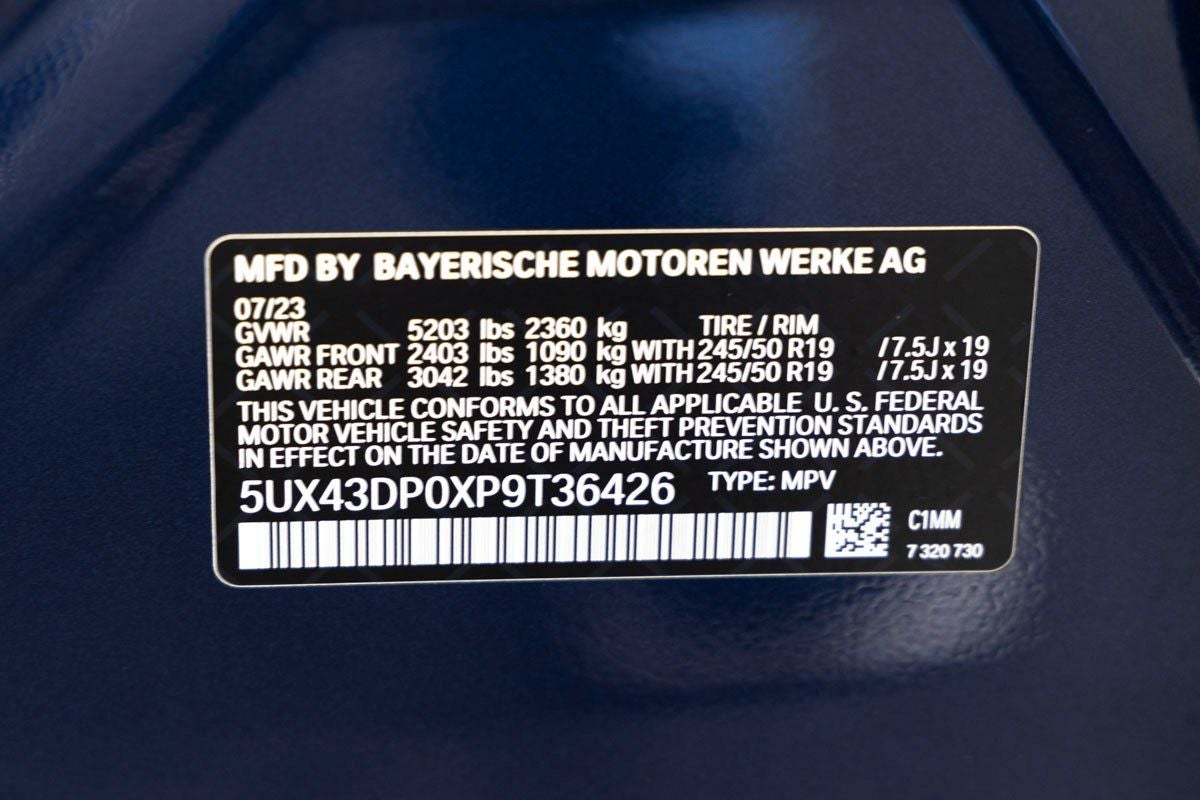 MFD BY BAYERISCHE MOTOREN WERKE AG
07/23
GVWR 5203 lbs 2360 kg TIRE / RIM
GAWR FRONT 2403 lbs 1090 kg WITH 245/50 R19 / 7.5J x 19
GAWR REAR 3042 lbs 1380 kg WITH 245/50 R19 / 7.5J x 19
THIS VEHICLE CONFORMS TO ALL APPLICABLE U. S. FEDERAL
MOTOR VEHICLE SAFETY AND THEFT PREVENTION STANDARDS
IN EFFECT ON THE DATE OF MANUFACTURE SHOWN ABOVE.
5UX43DP0XP9T36426 TYPE: MPV
C1MM
7 320 730